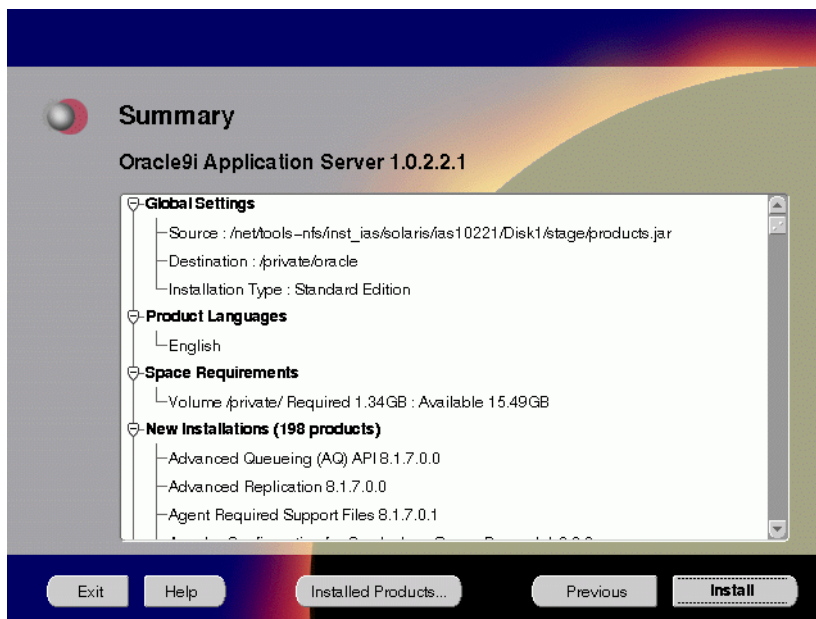 Summary
Oracle9i Application Server 1.0.2.2.1
Global Settings
Source : /net/tools-nfs/inst_ias/solaris/ias10221/Disk1/stage/products.jar
Destination : /private/oracle
Installation Type : Standard Edition
Product Languages
English
Space Requirements
Volume /private/ Required 1.34GB : Available 15.49GB
New Installations (198 products)
Advanced Queueing (AQ) API 8.1.7.0.0
Advanced Replication 8.1.7.0.0
Agent Required Support Files 8.1.7.0.1
Exit Help Installed Products... Previous Install